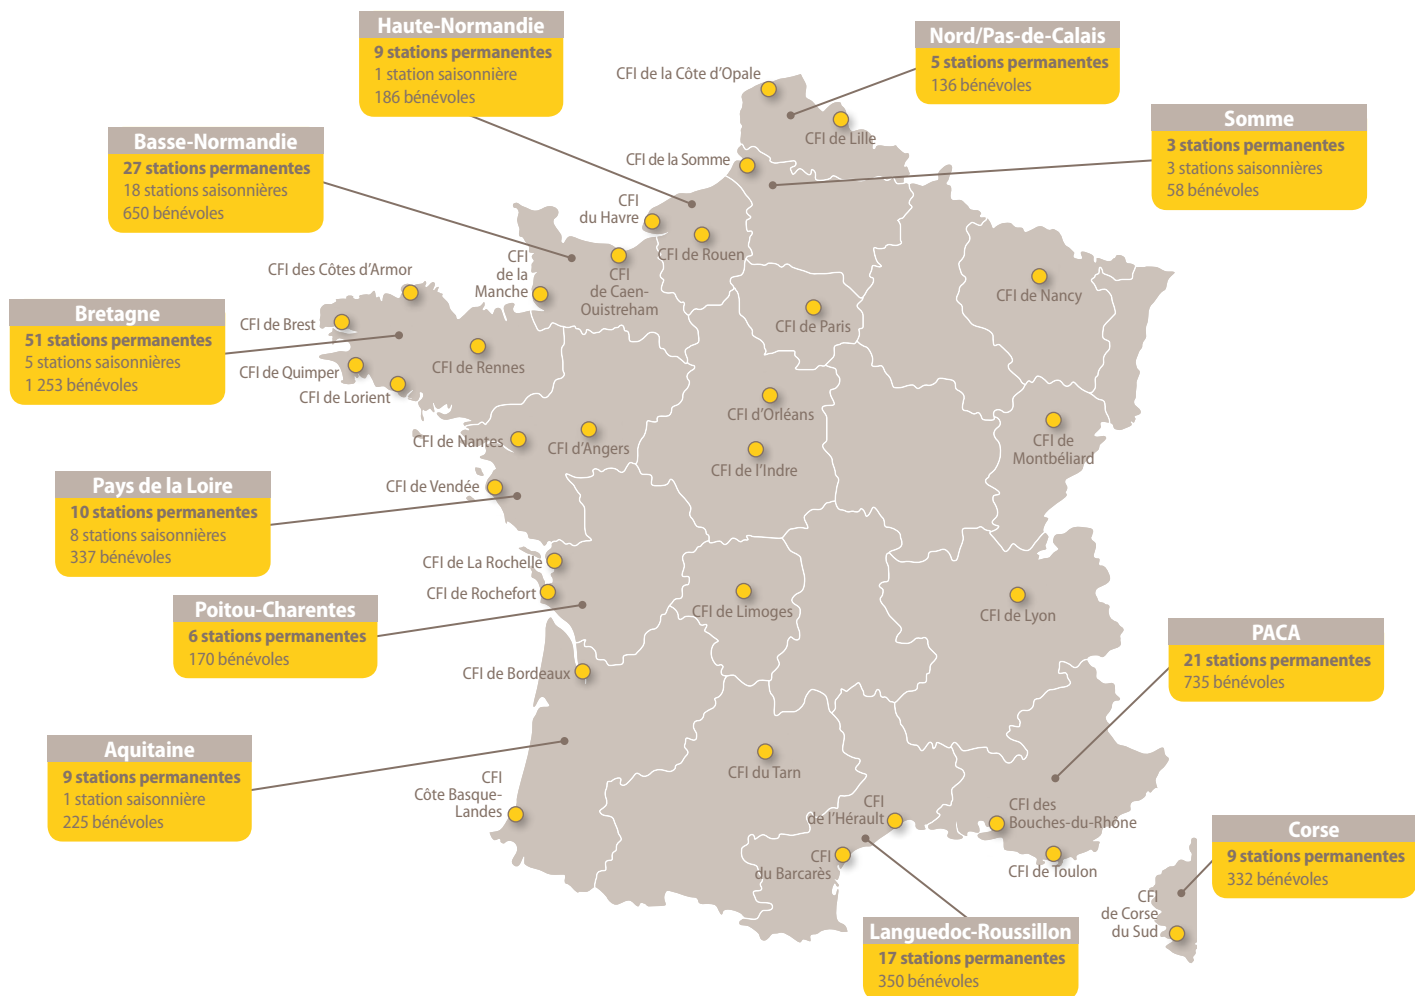 Haute-Normandie
9 stations permanentes
1 station saisonnière
186 bénévoles
Nord/Pas-de-Calais
5 stations permanentes
136 bénévoles
CFI de la Côte d’Opale
CFI de Lille
Somme
3 stations permanentes
3 stations saisonnières
58 bénévoles
Basse-Normandie
27 stations permanentes
18 stations saisonnières
650 bénévoles
CFI de la Somme
CFI
du Havre
CFI de Rouen
CFI
de la
Manche
CFI
de Caen-
Ouistreham
CFI des Côtes d’Armor
CFI de Nancy
Bretagne
51 stations permanentes
5 stations saisonnières
1 253 bénévoles
CFI de Brest
CFI de Paris
CFI de Quimper
CFI de Rennes
CFI de Lorient
CFI d’Orléans
CFI de Nantes
CFI d’Angers
CFI de l’Indre
CFI de
Montbéliard
Pays de la Loire
10 stations permanentes
8 stations saisonnières
337 bénévoles
CFI de Vendée
CFI de La Rochelle
CFI de Rochefort
CFI de Limoges
CFI de Lyon
Poitou-Charentes
6 stations permanentes
170 bénévoles
PACA
21 stations permanentes
735 bénévoles
CFI de Bordeaux
Aquitaine
9 stations permanentes
1 station saisonnière
225 bénévoles
CFI
Côte Basque-
Landes
CFI du Tarn
CFI
de l’Hérault
CFI des
Bouches-du-Rhône
CFI
du Barcarès
CFI de Toulon
Corse
9 stations permanentes
332 bénévoles
CFI
de Corse
du Sud
Languedoc-Roussillon
17 stations permanentes
350 bénévoles